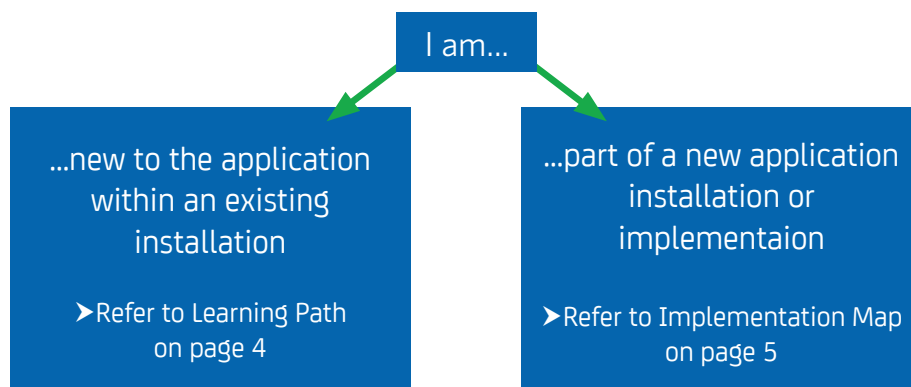 I am...
...new to the application
within an existing
installation
➤Refer to Learning Path
on page 4
...part of a new application
installation or
implementaion
➤Refer to Implementation Map
on page 5